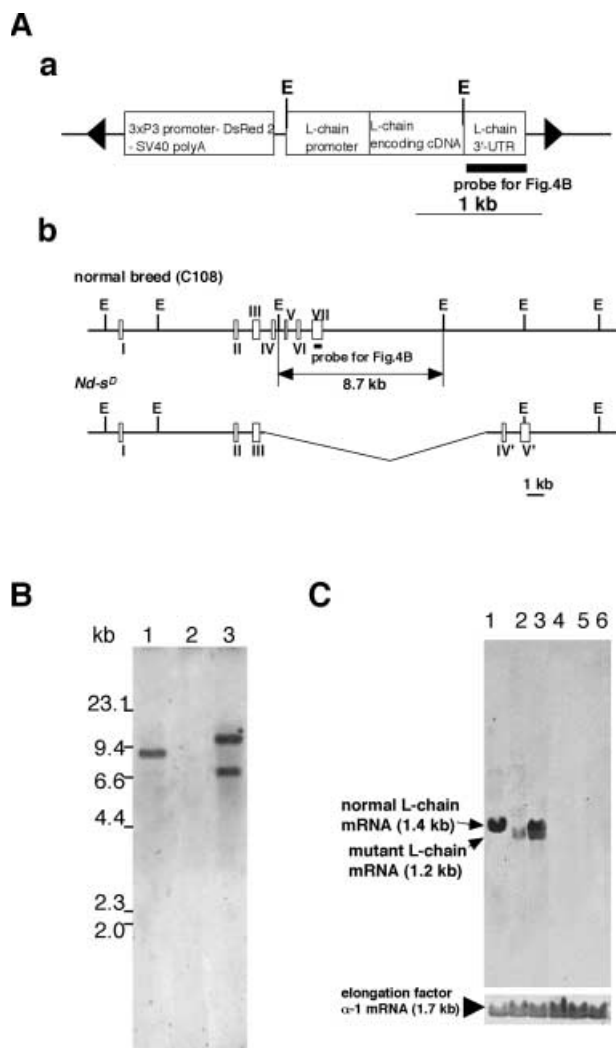 A
a
E
E
3xP3 promoter- DsRed 2
- SV40 polyA
L-chain
promoter
L-chain
encoding cDNA
L-chain
3'-UTR
probe for Fig.4B
1 kb
b
normal breed (C108)
E E III E V VII E E E
I II IV VI
probe for Fig.4B
8.7 kb
Nd-sD
E E E E
I II III IV' V'
1 kb
B
kb 1 2 3
23.1
9.4
6.6
4.4
2.3
2.0
C
1 2 3 4 5 6
normal L-chain
mRNA (1.4 kb)
mutant L-chain
mRNA (1.2 kb)
elongation factor
α-1 mRNA (1.7 kb)